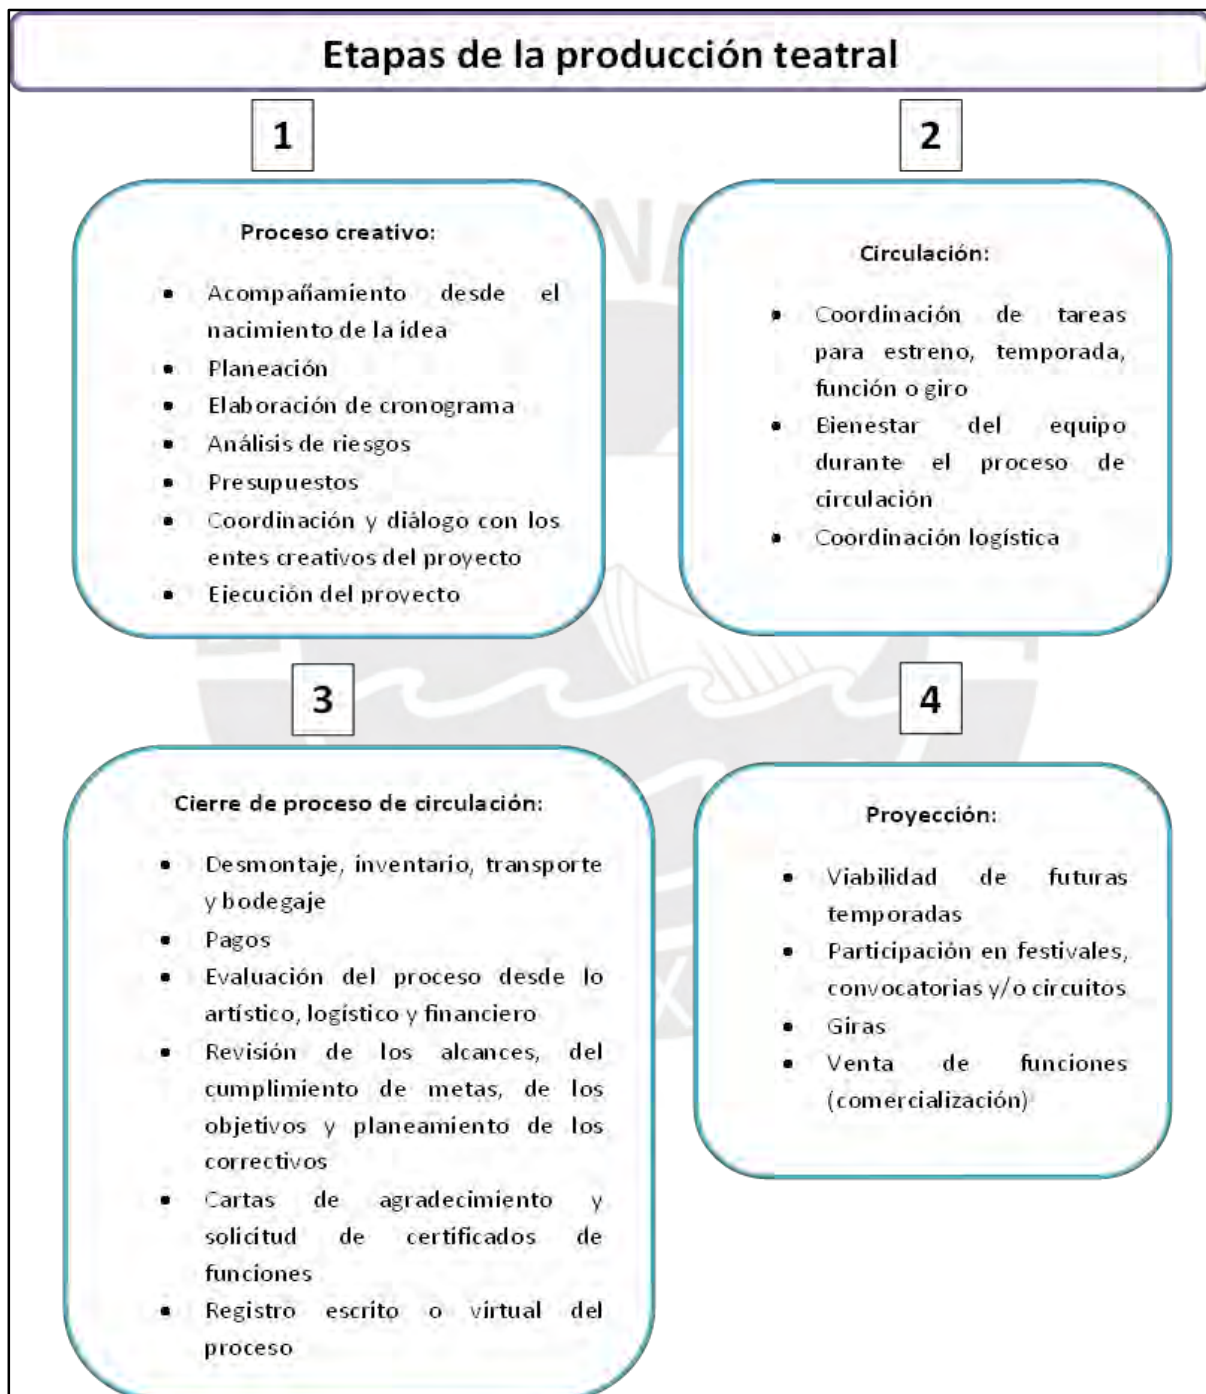 Etapas de la producción teatral
1
Proceso creativo:
• Acompañamiento desde el
nacimiento de la idea
• Planeación
• Elaboración de cronograma
• Análisis de riesgos
• Presupuestos
• Coordinación y diálogo con los
entes creativos del proyecto
• Ejecución del proyecto
2
Circulación:
• Coordinación de tareas
para estreno, temporada,
función o giro
• Bienestar del equipo
durante el proceso de
circulación
• Coordinación logística
3
Cierre de proceso de circulación:
• Desmontaje, inventario, transporte
y bodegaje
• Pagos
• Evaluación del proceso desde lo
artístico, logístico y financiero
• Revisión de los alcances, del
cumplimiento de metas, de los
objetivos y planeamiento de los
correctivos
• Cartas de agradecimiento y
solicitud de certificados de
funciones
• Registro escrito o virtual del
proceso
4
Proyección:
• Viabilidad de futuras
temporadas
• Participación en festivales,
convocatorias y/o circuitos
• Giras
• Venta de funciones
(comercialización)